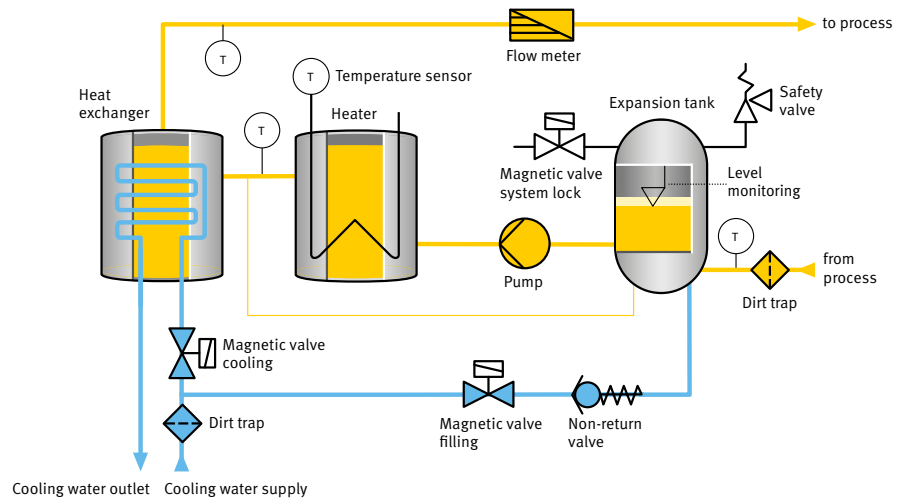 to process
Flow meter
T
T
Temperature sensor
Heat
exchanger
Heater
T
Expansion tank
Safety
valve
Magnetic valve
system lock
Level
monitoring
T
Pump
from
process
Dirt trap
Magnetic valve
cooling
Dirt trap
Magnetic valve
filling
Non-return
valve
Cooling water outlet
Cooling water supply